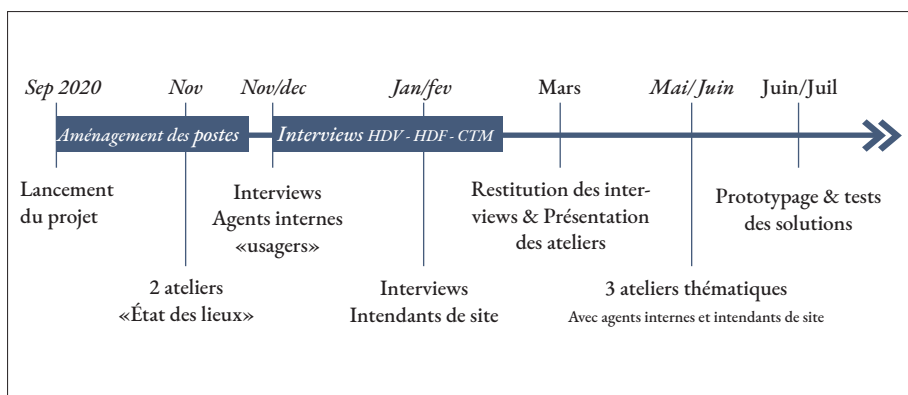 Sep 2020 Nov Nov/dec Jan/fev Mars Mai/Juin Juin/Juil
Aménagement des postes Interviews HDV - HDF - CTM
Lancement
du projet
2 ateliers
«État des lieux»
Interviews
Agents internes
«usagers»
Interviews
Intendants de site
Restitution des inter-
views & Présentation
des ateliers
3 ateliers thématiques
Avec agents internes et intendants de site
Prototypage & tests
des solutions